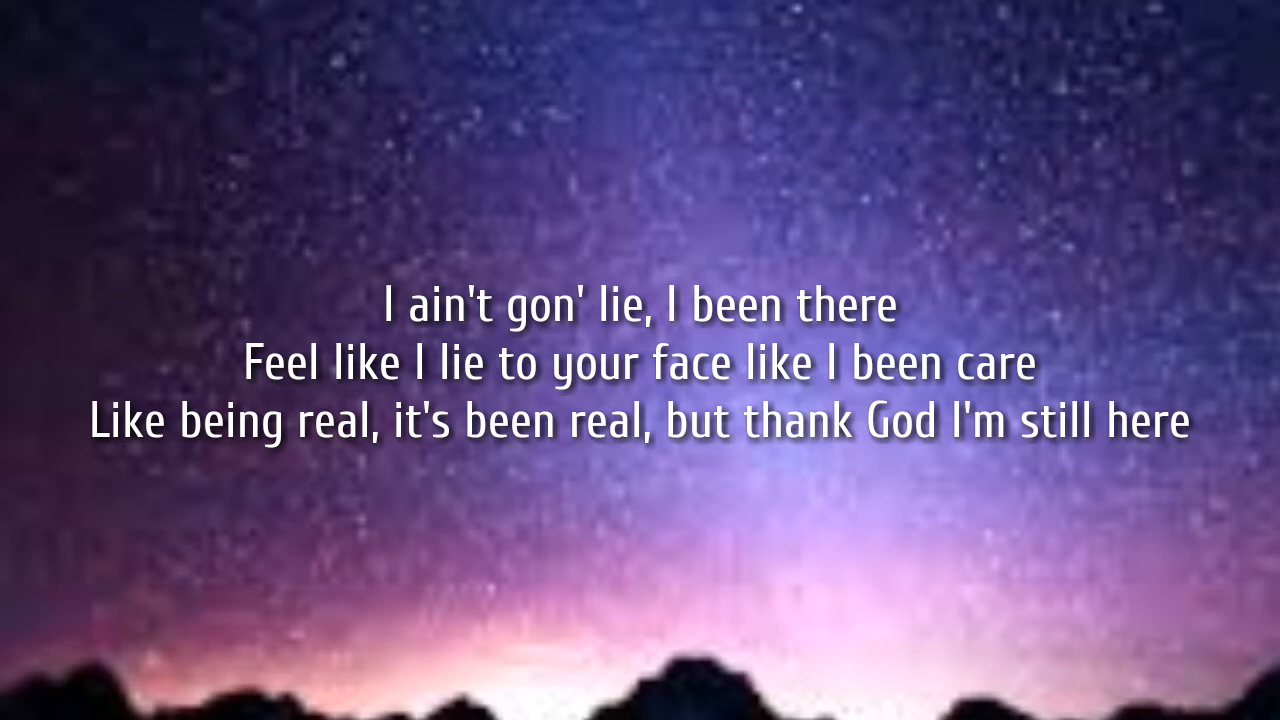 I ain't gon' lie, I been there
Feel like I lie to your face like I been care
Like being real, it's been real, but thank God I'm still here